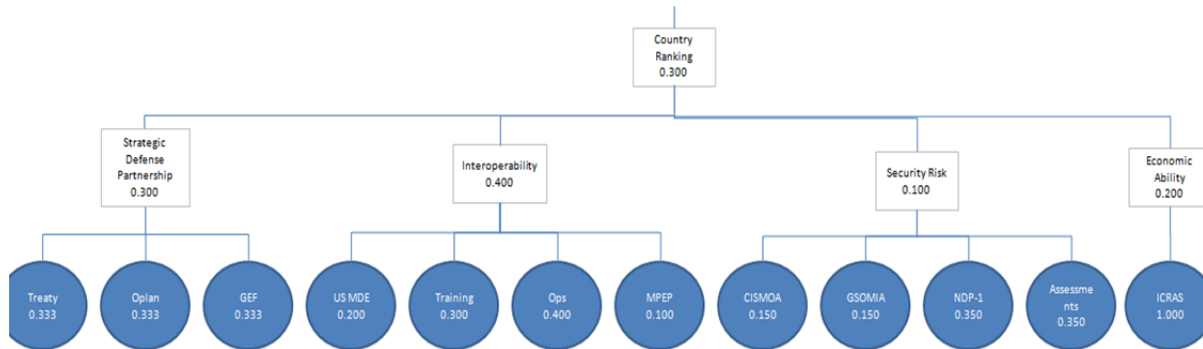 Country
Ranking
0.300
Strategic
Defense
Partnership
0.300
Interoperability
0.400
Security Risk
0.100
Economic
Ability
0.200
Treaty
0.333
Oplan
0.333
GEF
0.333
US MDE
0.200
Training
0.300
Ops
0.400
MPEP
0.100
CISMOA
0.150
GSOMIA
0.150
NDP-1
0.350
Assessme
nts
0.350
ICRAS
1.000